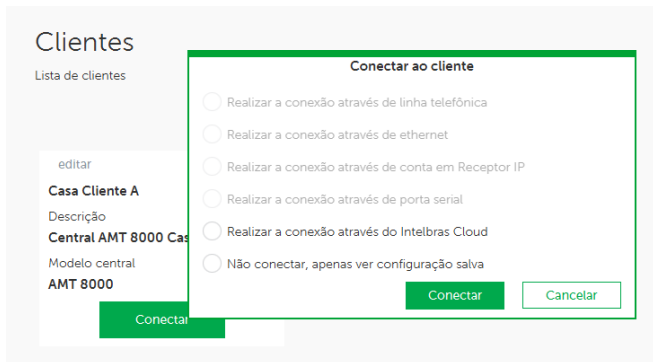 Clientes
Lista de clientes
editar
Casa Cliente A
Descrição
Central AMT 8000 Cas
Modelo central
AMT 8000
Conectar
Conectar ao cliente
Realizar a conexão através de linha telefônica
Realizar a conexão através de ethernet
Realizar a conexão através de conta em Receptor IP
Realizar a conexão através de porta serial
Realizar a conexão através do Intelbras Cloud
Não conectar, apenas ver configuração salva
Conectar
Cancelar